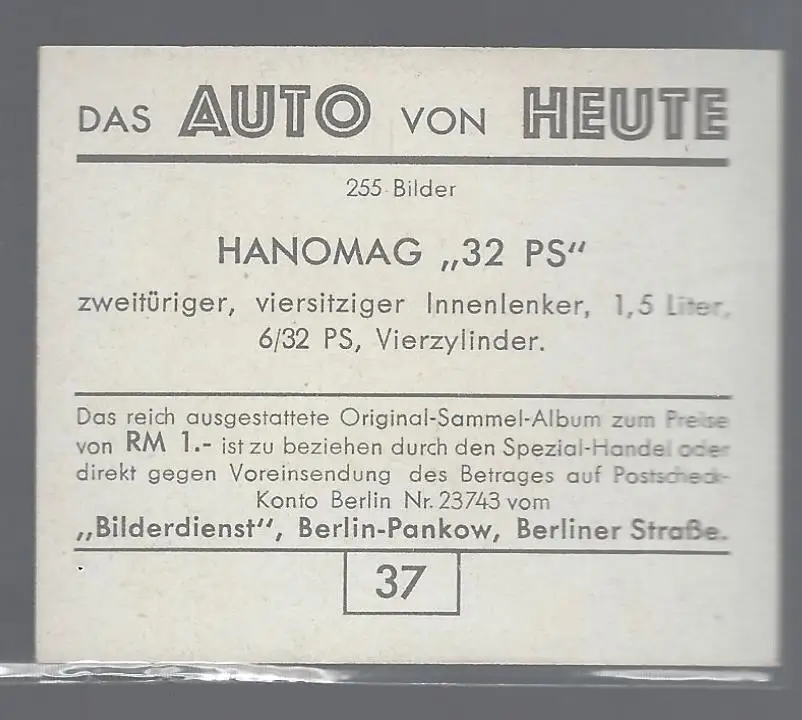 DAS AUTO VON HEUTE
255 Bilder
HANOMAG „32 PS“
zweitüriger, viersitziger Innenlenker, 1,5 Liter,
6/32 PS, Vierzylinder.
Das reich ausgestattete Original-Sammel-Album zum Preise
von RM 1.- ist zu beziehen durch den Spezial-Handel oder
direkt gegen Voreinsendung des Betrages auf Postscheck-
Konto Berlin Nr. 23743 vom
„Bilderdienst“, Berlin-Pankow, Berliner Straße.
37